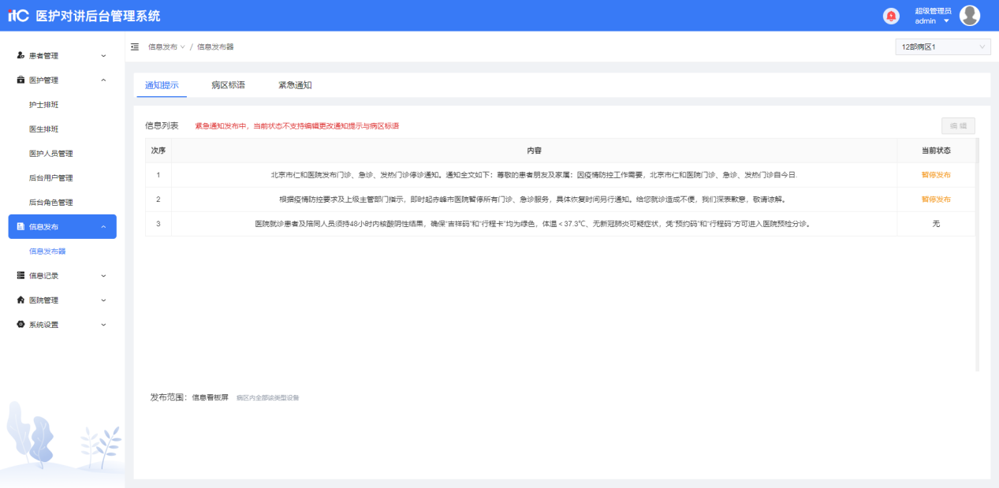 itC 医护对讲后台管理系统
超级管理员
admin
患者管理
医护管理
护士排班
医生排班
医护人员管理
后台用户管理
后台角色管理
信息发布
信息发布器
信息记录
医院管理
系统设置
信息发布 / 信息发布器
12部病区1
通知提示 病区标语 紧急通知
信息列表 紧急通知发布中，当前状态不支持编辑更改通知提示与病区标语 编 辑
次序 内容 当前状态
1 北京市仁和医院发布门诊、急诊、发热门诊停诊通知。通知全文如下：尊敬的患者朋友及家属：因疫情防控工作需要，北京市仁和医院门诊、急诊、发热门诊自今日. 暂停发布
2 根据疫情防控要求及上级主管部门指示，即时起赤峰市医院暂停所有门诊、急诊服务，具体恢复时间另行通知。给您就诊造成不便，我们深表歉意，敬请谅解。 暂停发布
3 医院就诊患者及陪同人员须持48小时内核酸阴性结果，确保“吉祥码”和“行程卡”均为绿色，体温＜37.3℃、无新冠肺炎可疑症状，凭“预约码”和“行程码”方可进入医院预检分诊。 无
发布范围： 信息看板屏 病区内全部该类型设备